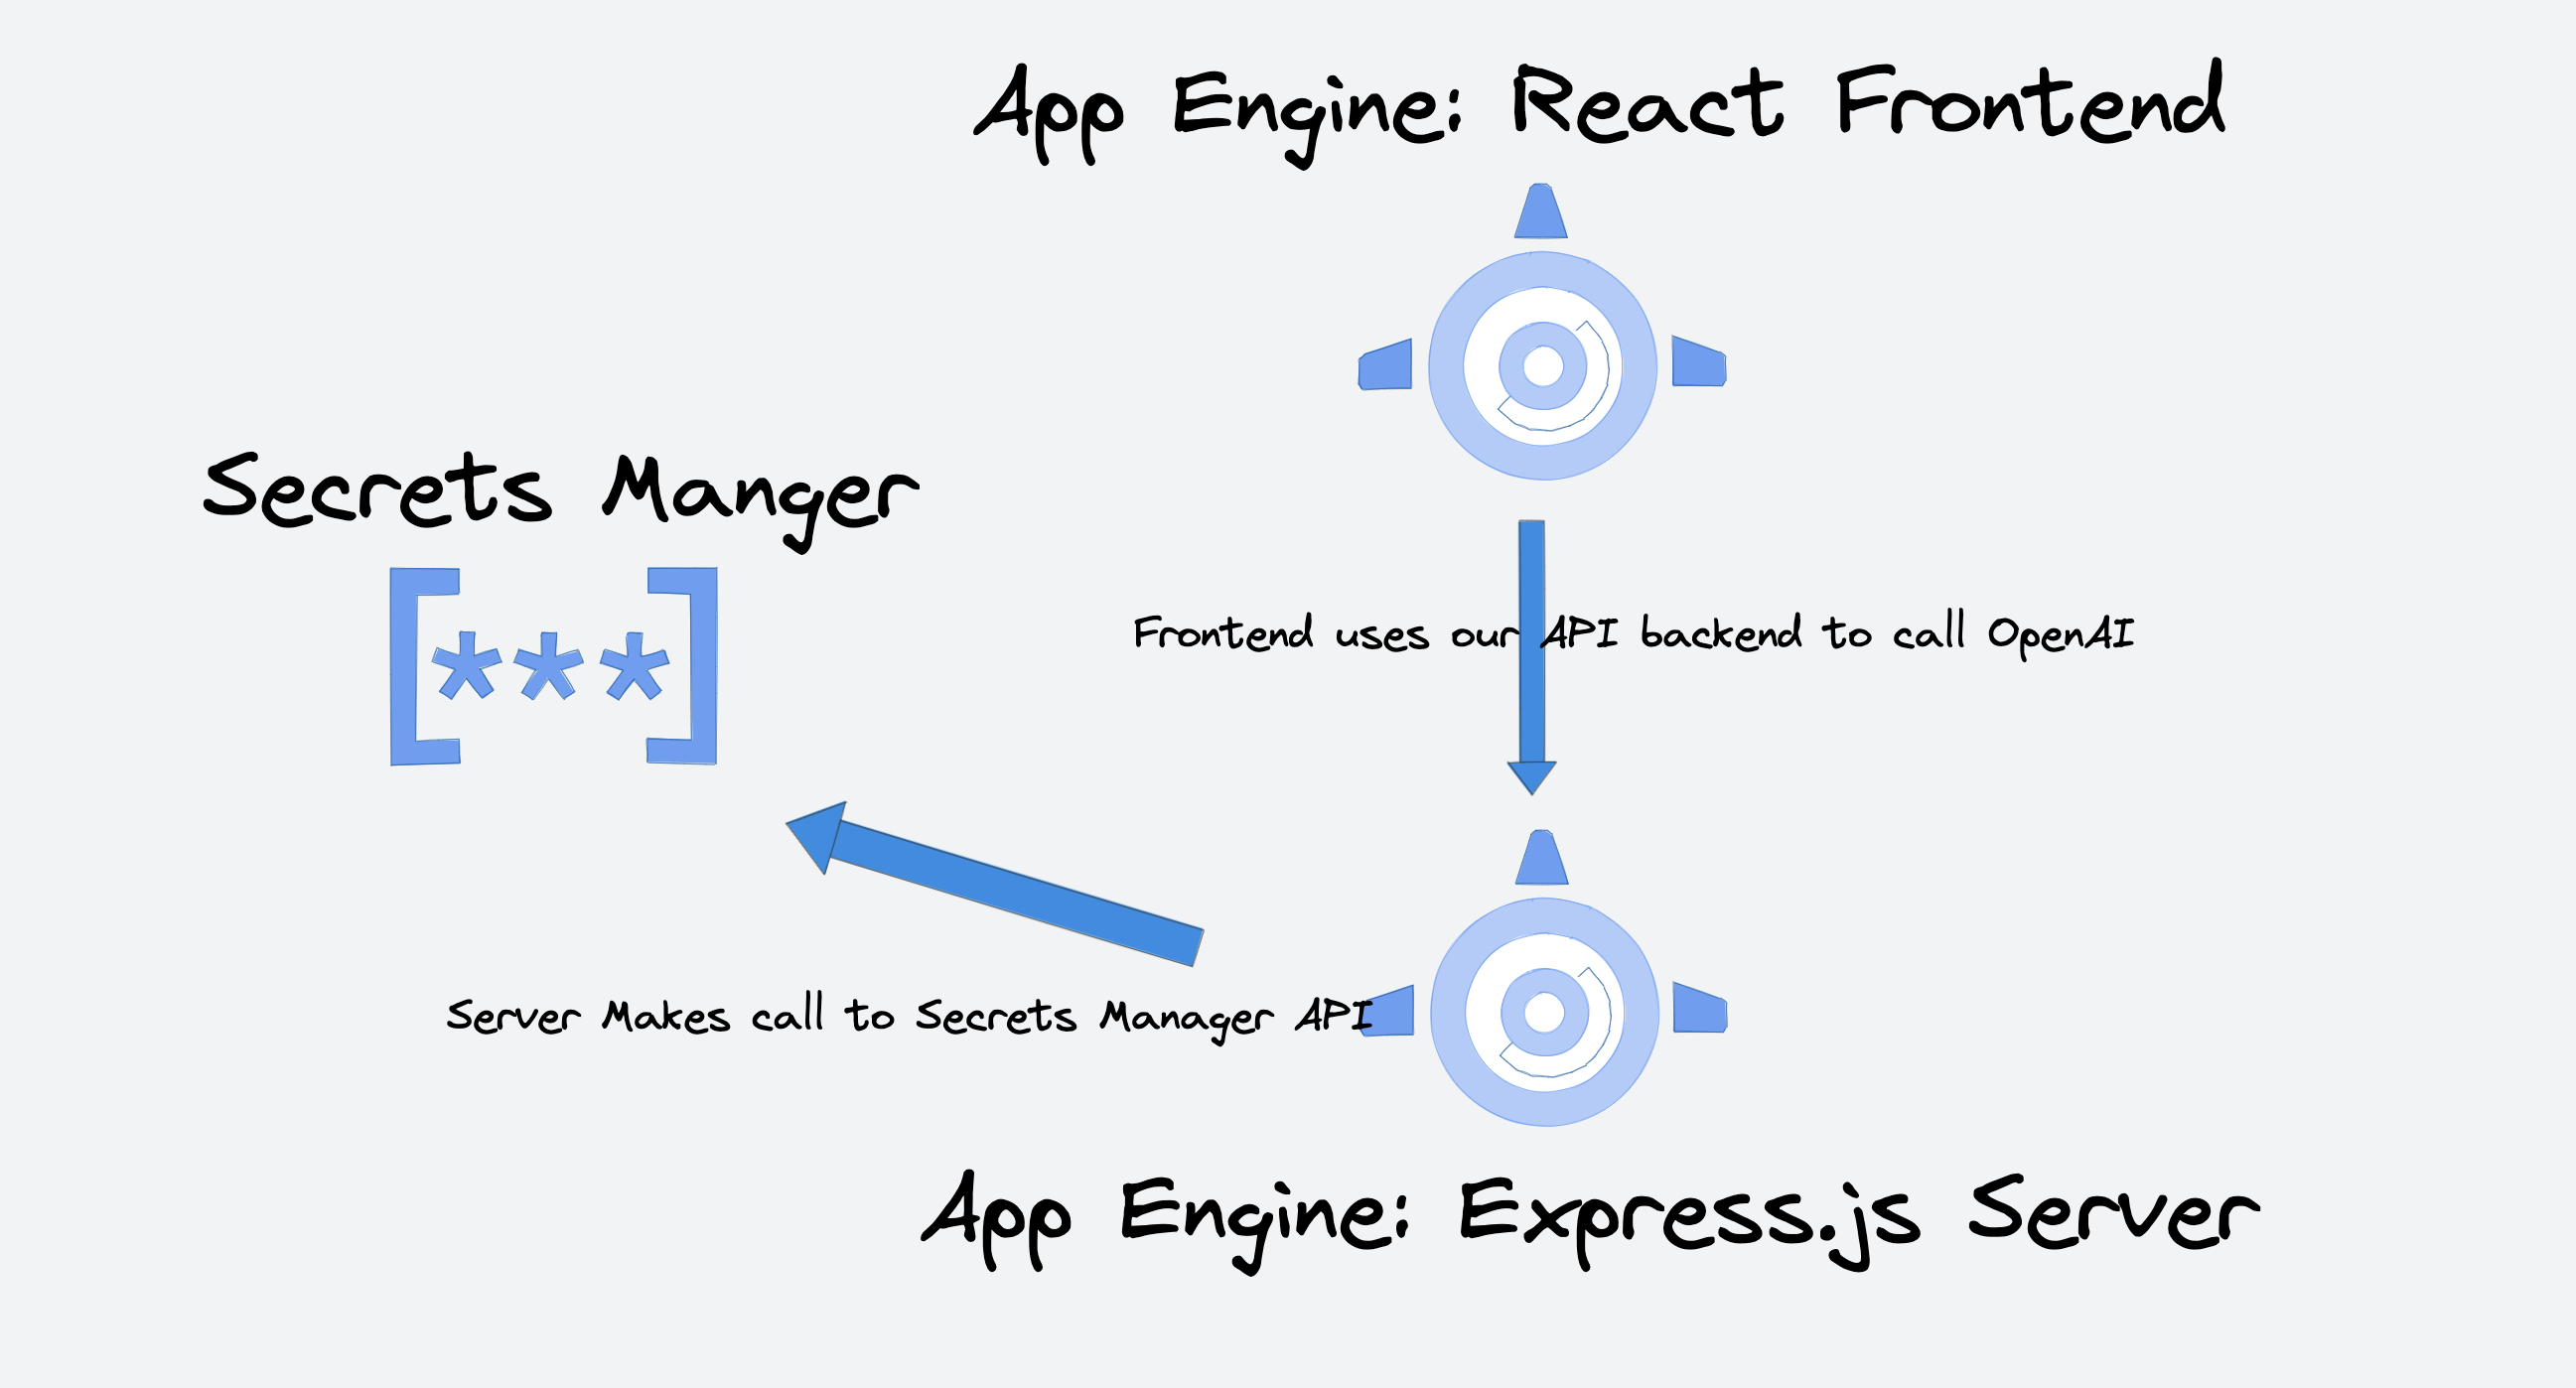 App Engine: React Frontend
Secrets Manger
[***]
Frontend uses our API backend to call OpenAI
Server Makes call to Secrets Manager API
App Engine: Express.js Server